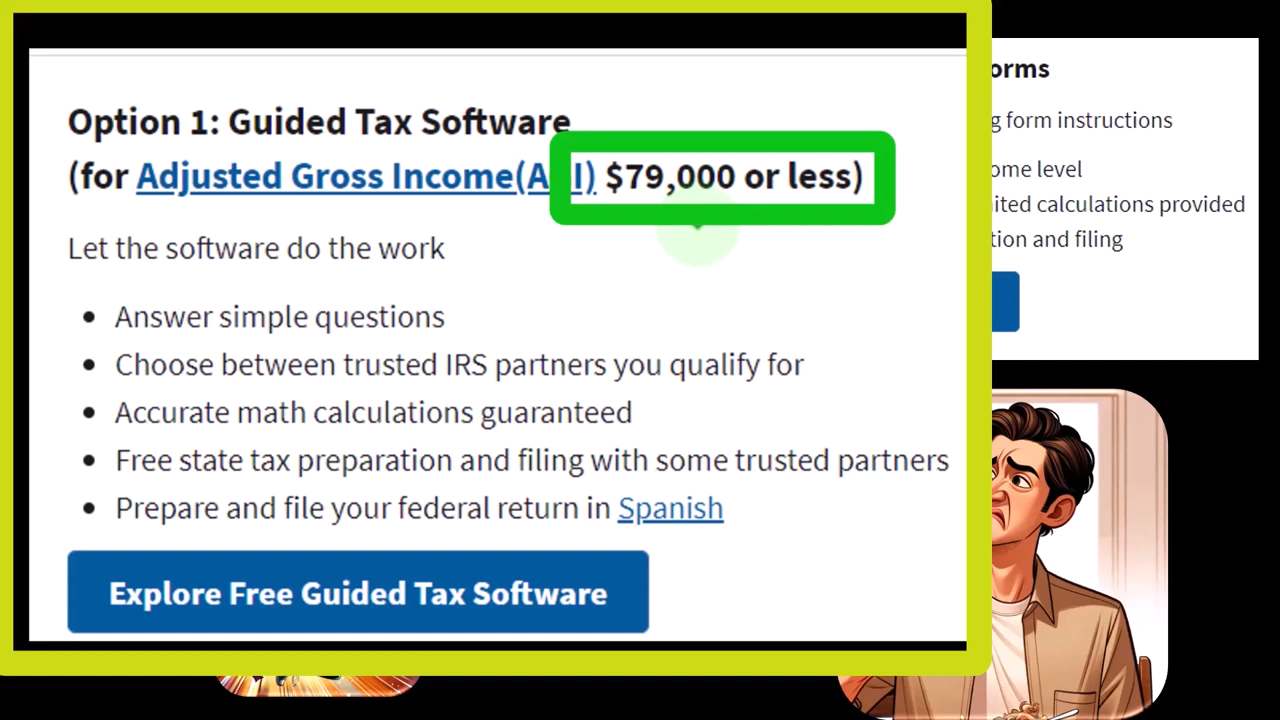 Option 1: Guided Tax Software
(for Adjusted Gross Income(A I) $79,000 or less)
Let the software do the work
Answer simple questions
Choose between trusted IRS partners you qualify for
Accurate math calculations guaranteed
Free state tax preparation and filing with some trusted partners
Prepare and file your federal return in Spanish
Explore Free Guided Tax Software
orms
g form instructions
ome level
ited calculations provided
tion and filing